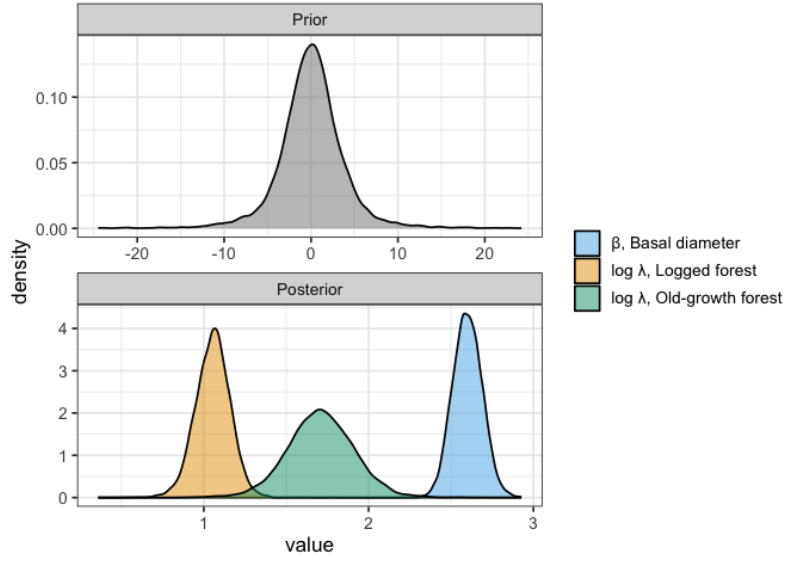 Prior
0.10
0.05
0.00
-20 -10 0 10 20
density
Posterior
4
3
2
1
0
1 2 3
value
β, Basal diameter
log λ, Logged forest
log λ, Old-growth forest